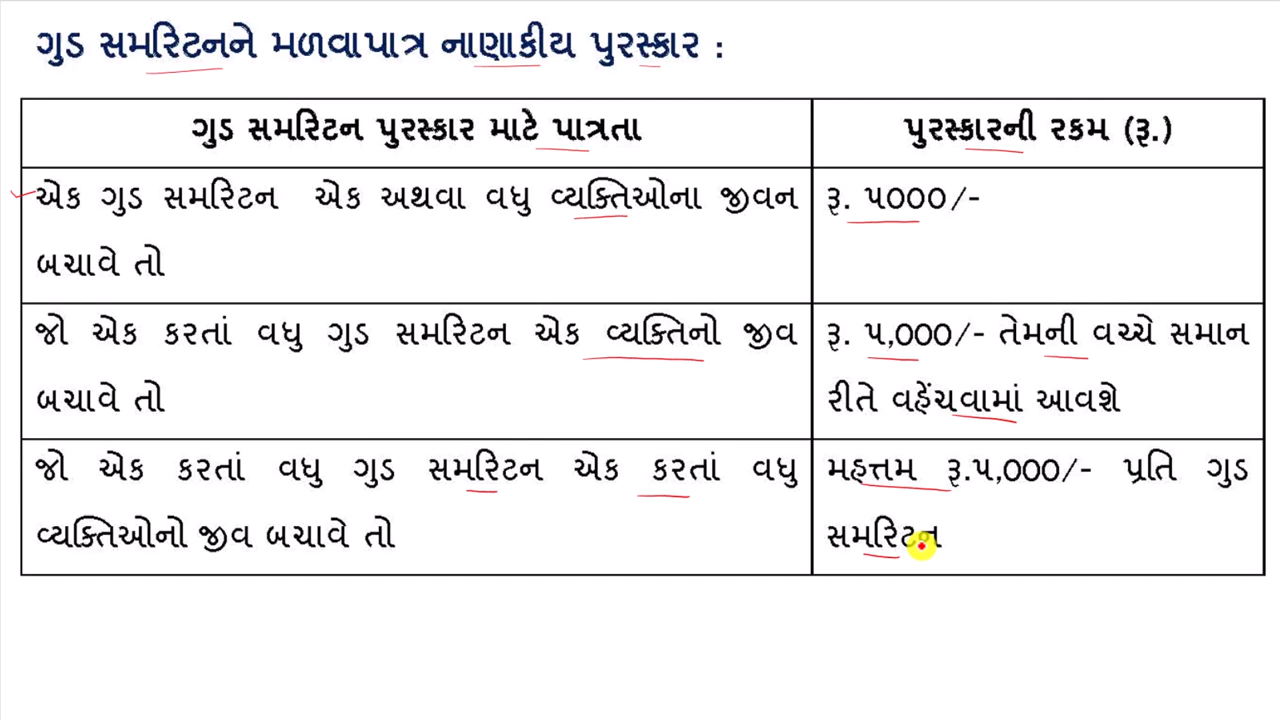 ગુડ સમરિટનને મળવાપાત્ર નાણાકીય પુરસ્કાર :
ગુડ સમરિટન પુરસ્કાર માટે પાત્રતા
પુરસ્કારની રકમ (રૂ.)
એક ગુડ સમરિટન એક અથવા વધુ વ્યક્તિઓના જીવન
બચાવે તો
રૂ. ૫૦૦૦/-
જો એક કરતાં વધુ ગુડ સમરિટન એક વ્યક્તિનો જીવ
બચાવે તો
રૂ. ૫,૦૦૦/- તેમની વચ્ચે સમાન
રીતે વહેંચવામાં આવશે
જો એક કરતાં વધુ ગુડ સમરિટન એક કરતાં વધુ
વ્યક્તિઓનો જીવ બચાવે તો
મહત્તમ રૂ.૫,૦૦૦/- પ્રતિ ગુડ
સમરિટન